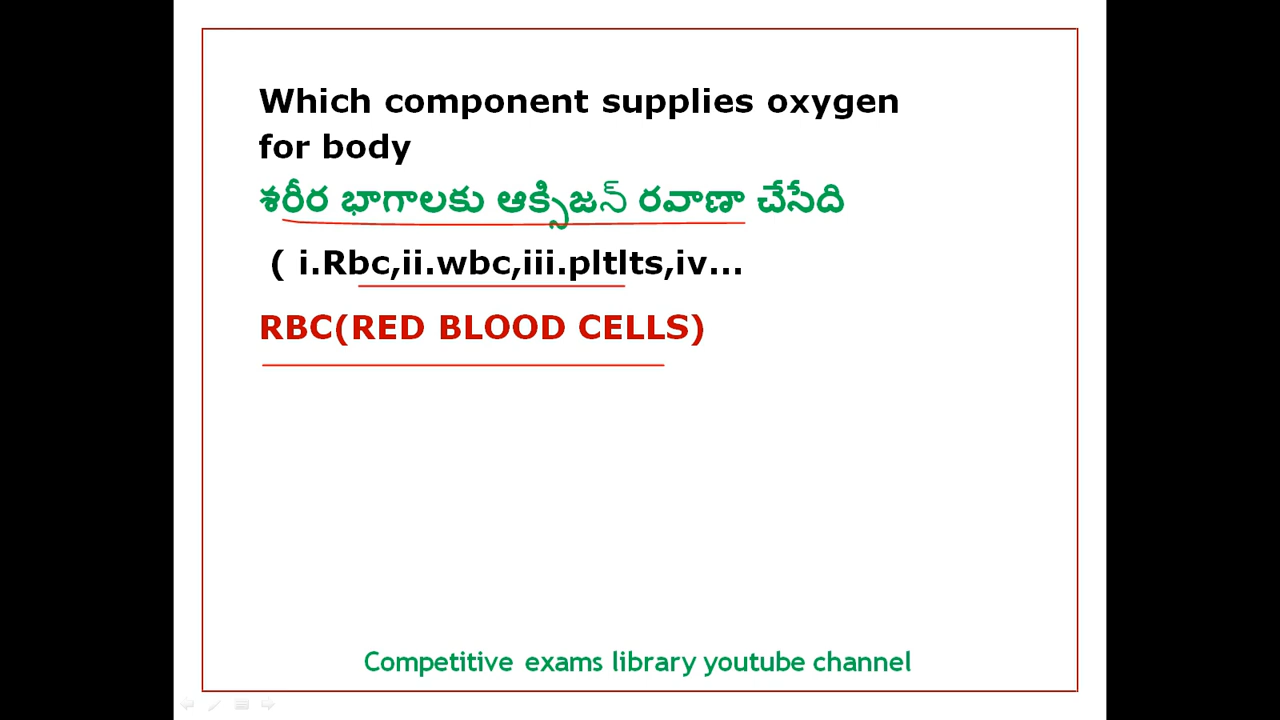 Which component supplies oxygen
for body
శరీర భాగాలకు ఆక్సిజన్ రవాణా చేసేది
( i.Rbc,ii.wbc,iii.pltlts,iv...
RBC(RED BLOOD CELLS)
Competitive exams library youtube channel